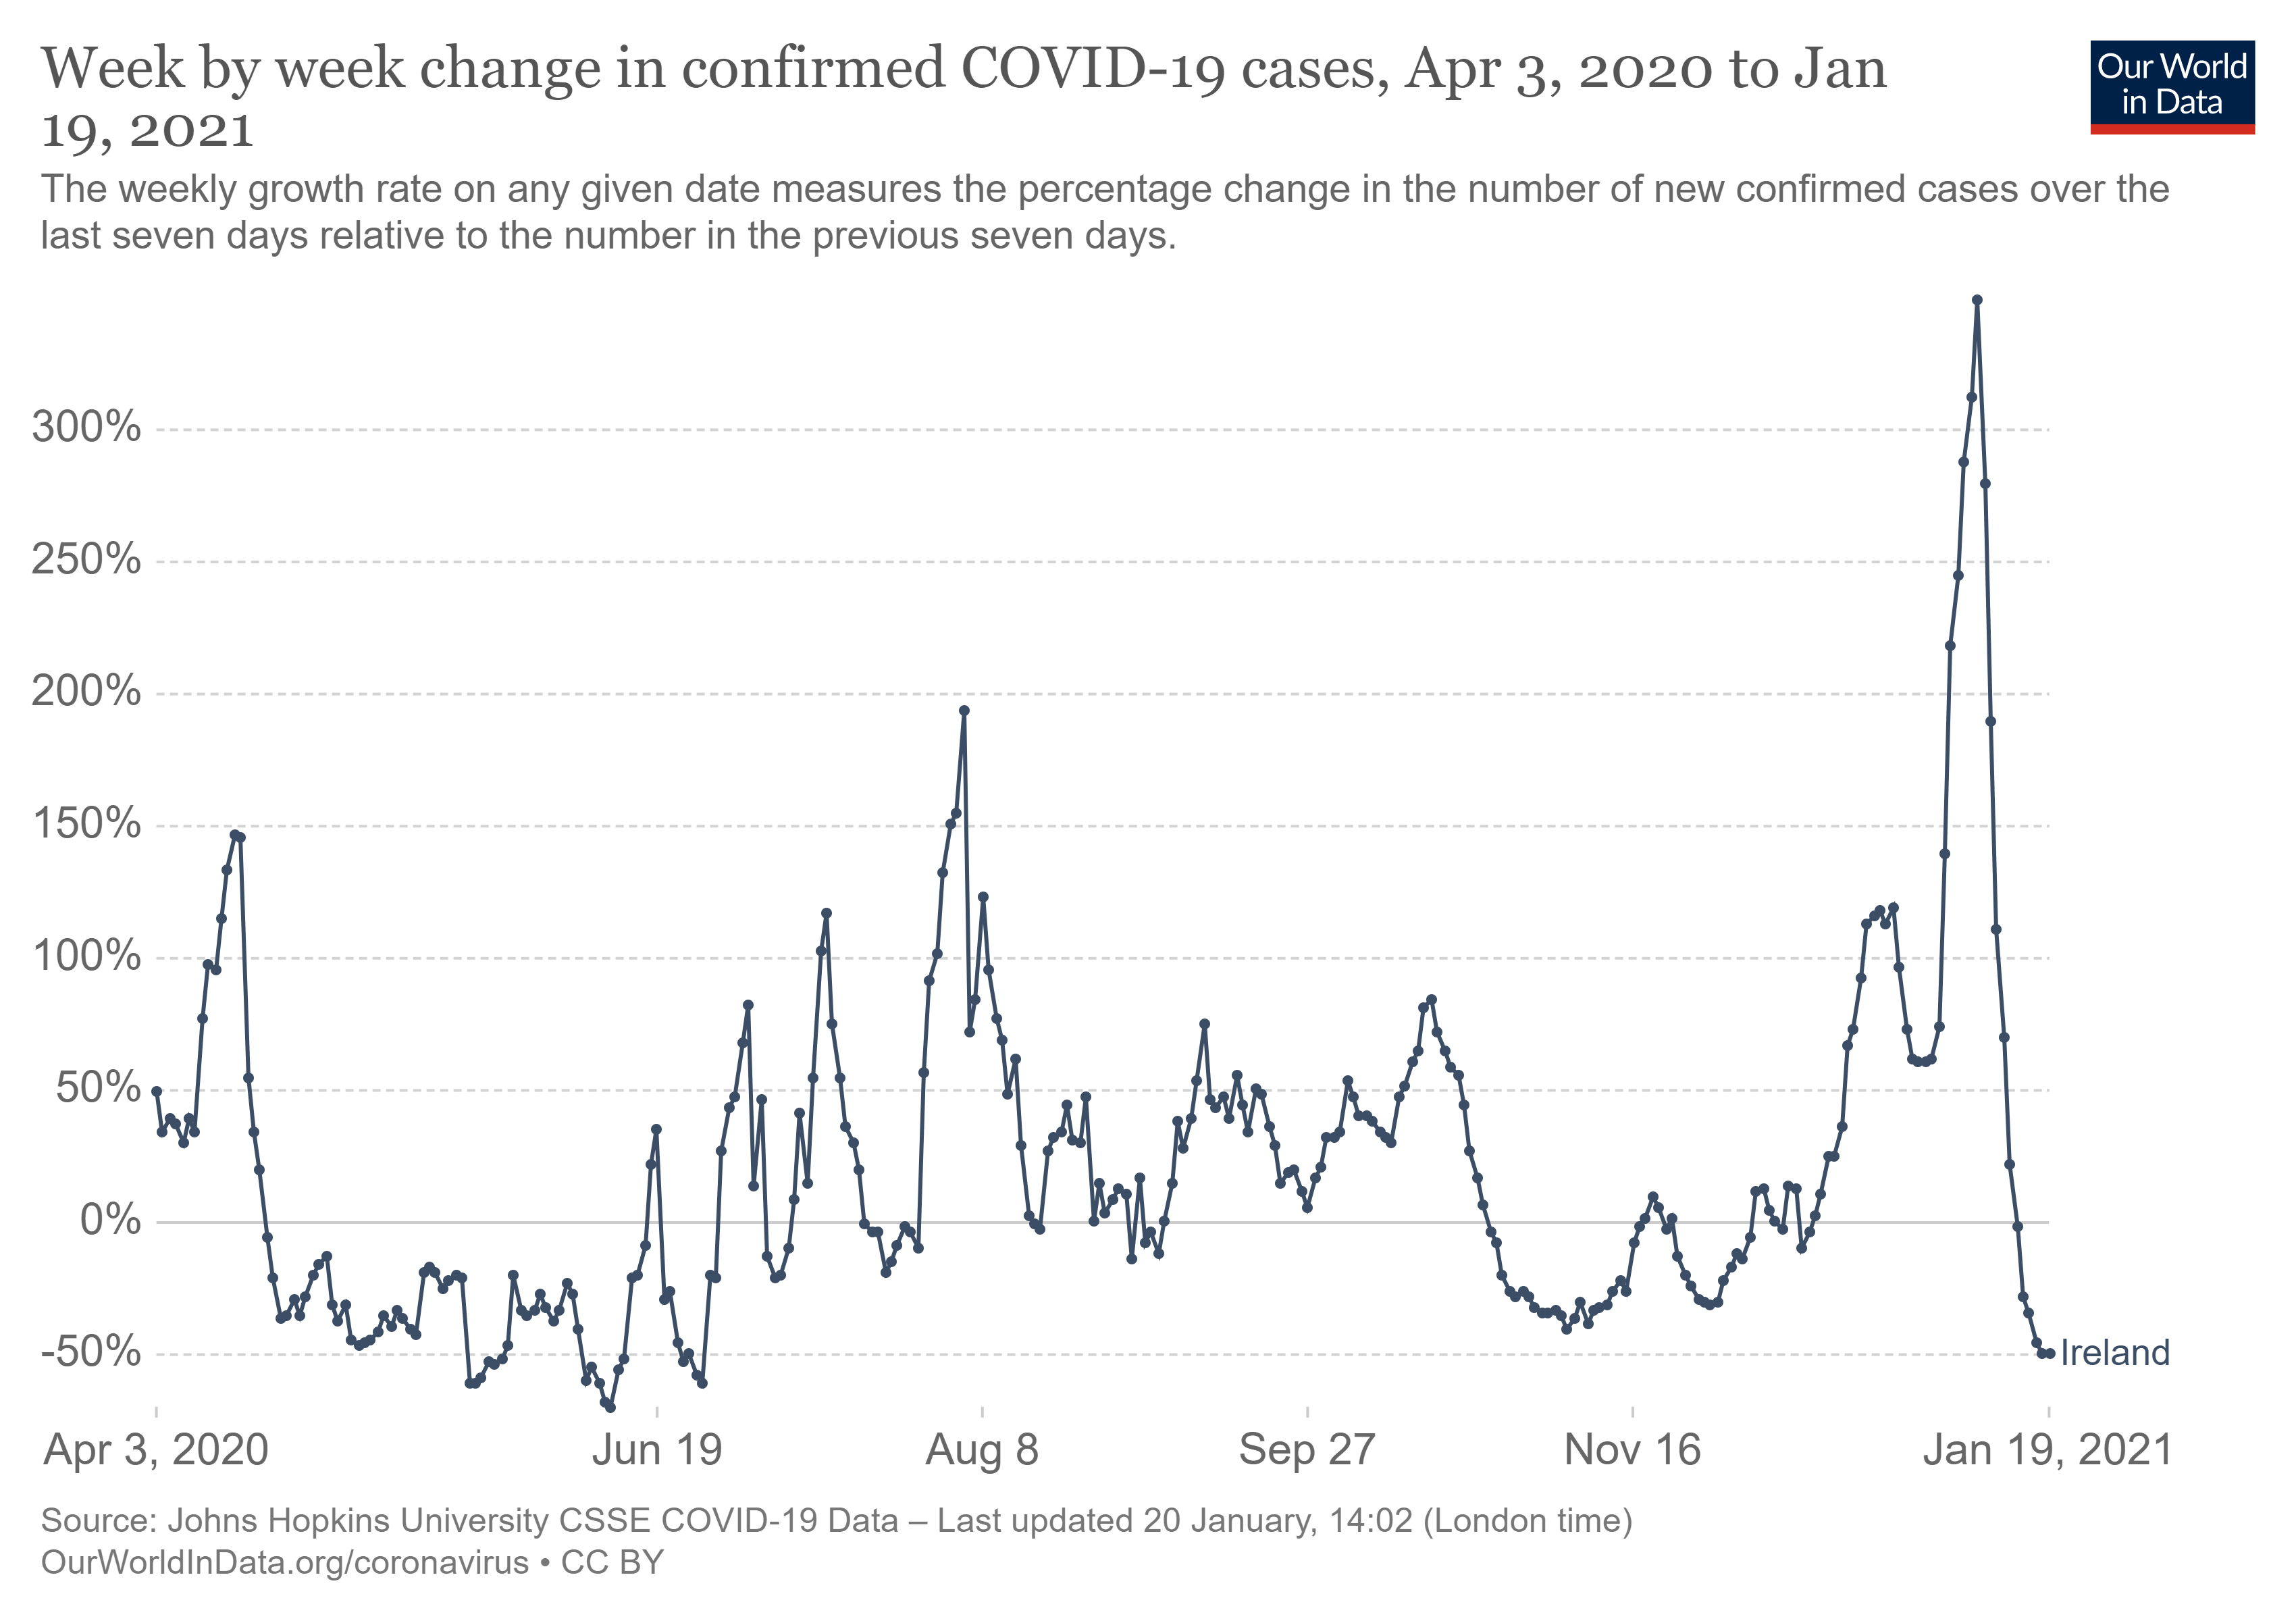 Week by week change in confirmed COVID-19 cases, Apr 3, 2020 to Jan
19, 2021
Our World
in Data
The weekly growth rate on any given date measures the percentage change in the number of new confirmed cases over the
last seven days relative to the number in the previous seven days.
300%
250%
200%
150%
100%
50%
0%
-50%
Ireland
Apr 3, 2020
Jun 19
Aug 8
Sep 27
Nov 16
Jan 19, 2021
Source: Johns Hopkins University CSSE COVID-19 Data – Last updated 20 January, 14:02 (London time)
OurWorldInData.org/coronavirus • CC BY